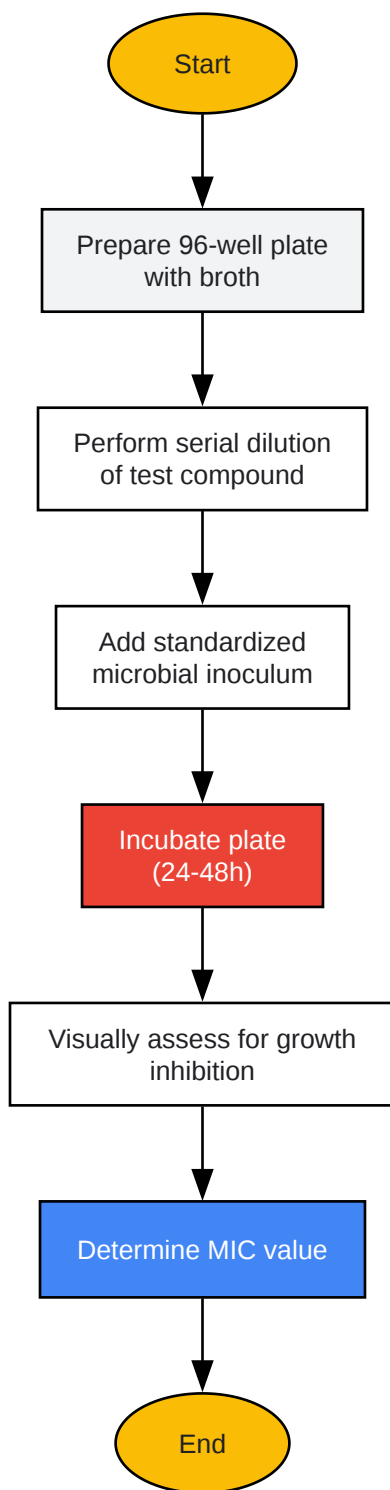 Start
Prepare 96-well plate
with broth
Perform serial dilution
of test compound
Add standardized
microbial inoculum
Incubate plate
(24-48h)
Visually assess for growth
inhibition
Determine MIC value
End